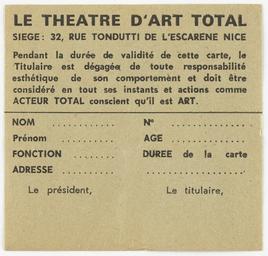 LE THEATRE D'ART TOTAL
SIEGE : 32, RUE TONDUTTI DE L'ESCARENE NICE
Pendant la durée de validité de cette carte, le
Titulaire est dégagée de toute responsabilité
esthétique de son comportement et doit être
considéré en tout ses instants et actions comme
ACTEUR TOTAL conscient qu'il est ART.
NOM .............. N° ..............
Prénom .............. AGE ..............
FONCTION .............. DUREE de la carte
ADRESSE .............. ..............
Le président, Le titulaire,